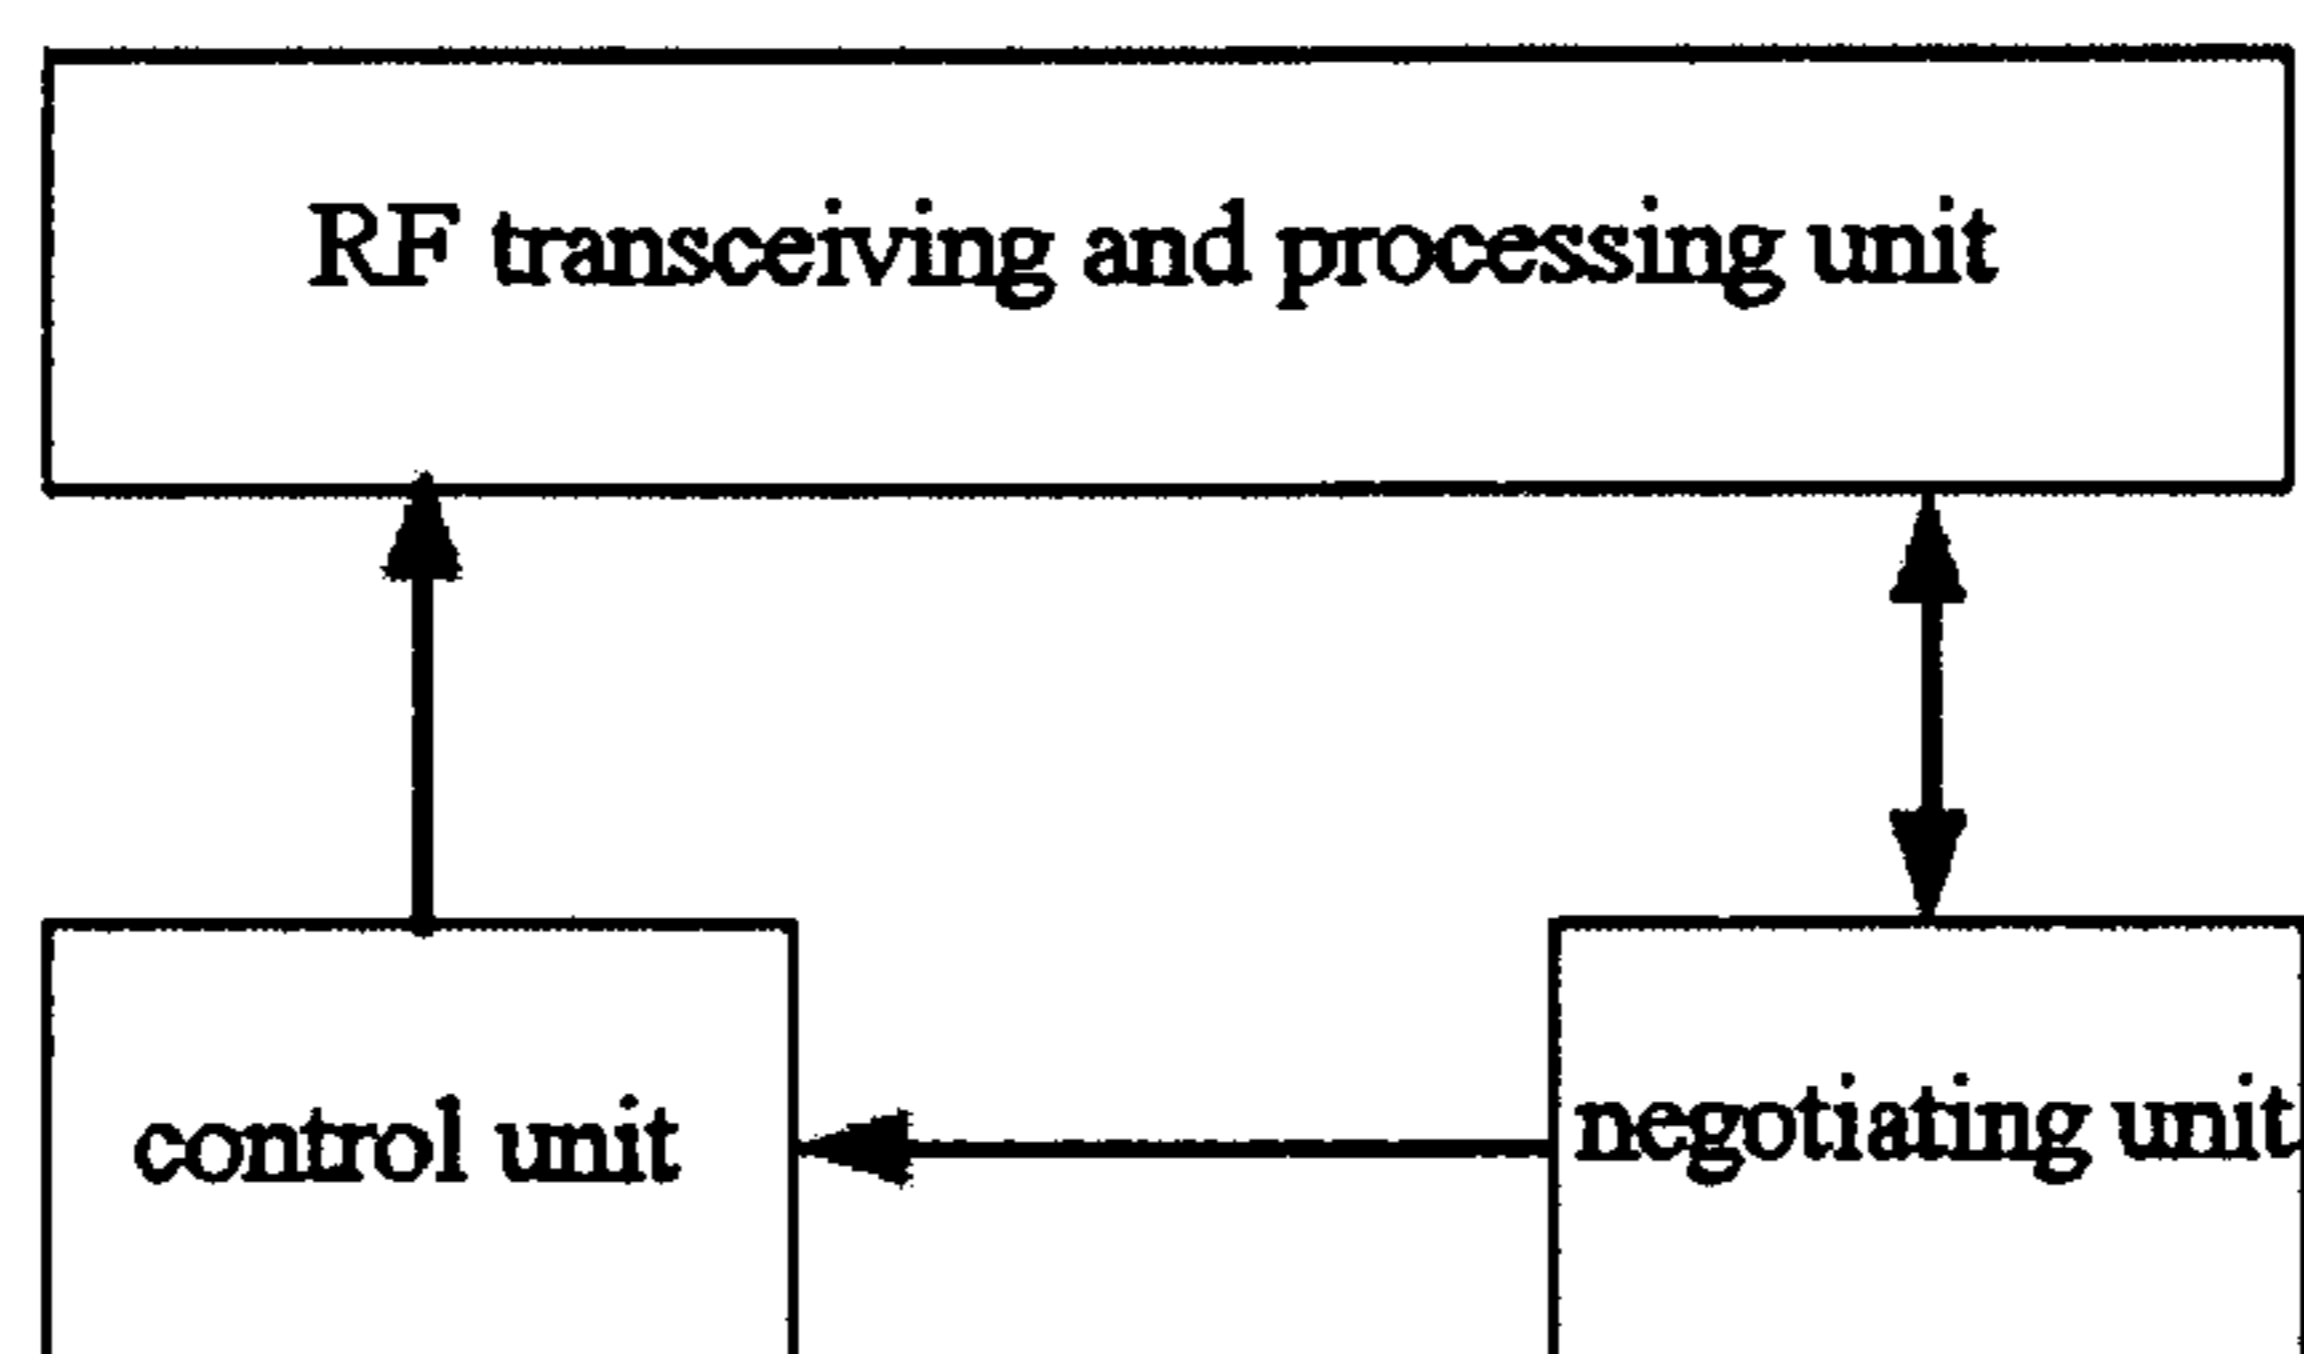 RF transceiving and processing unit
control unit
negotiating unit